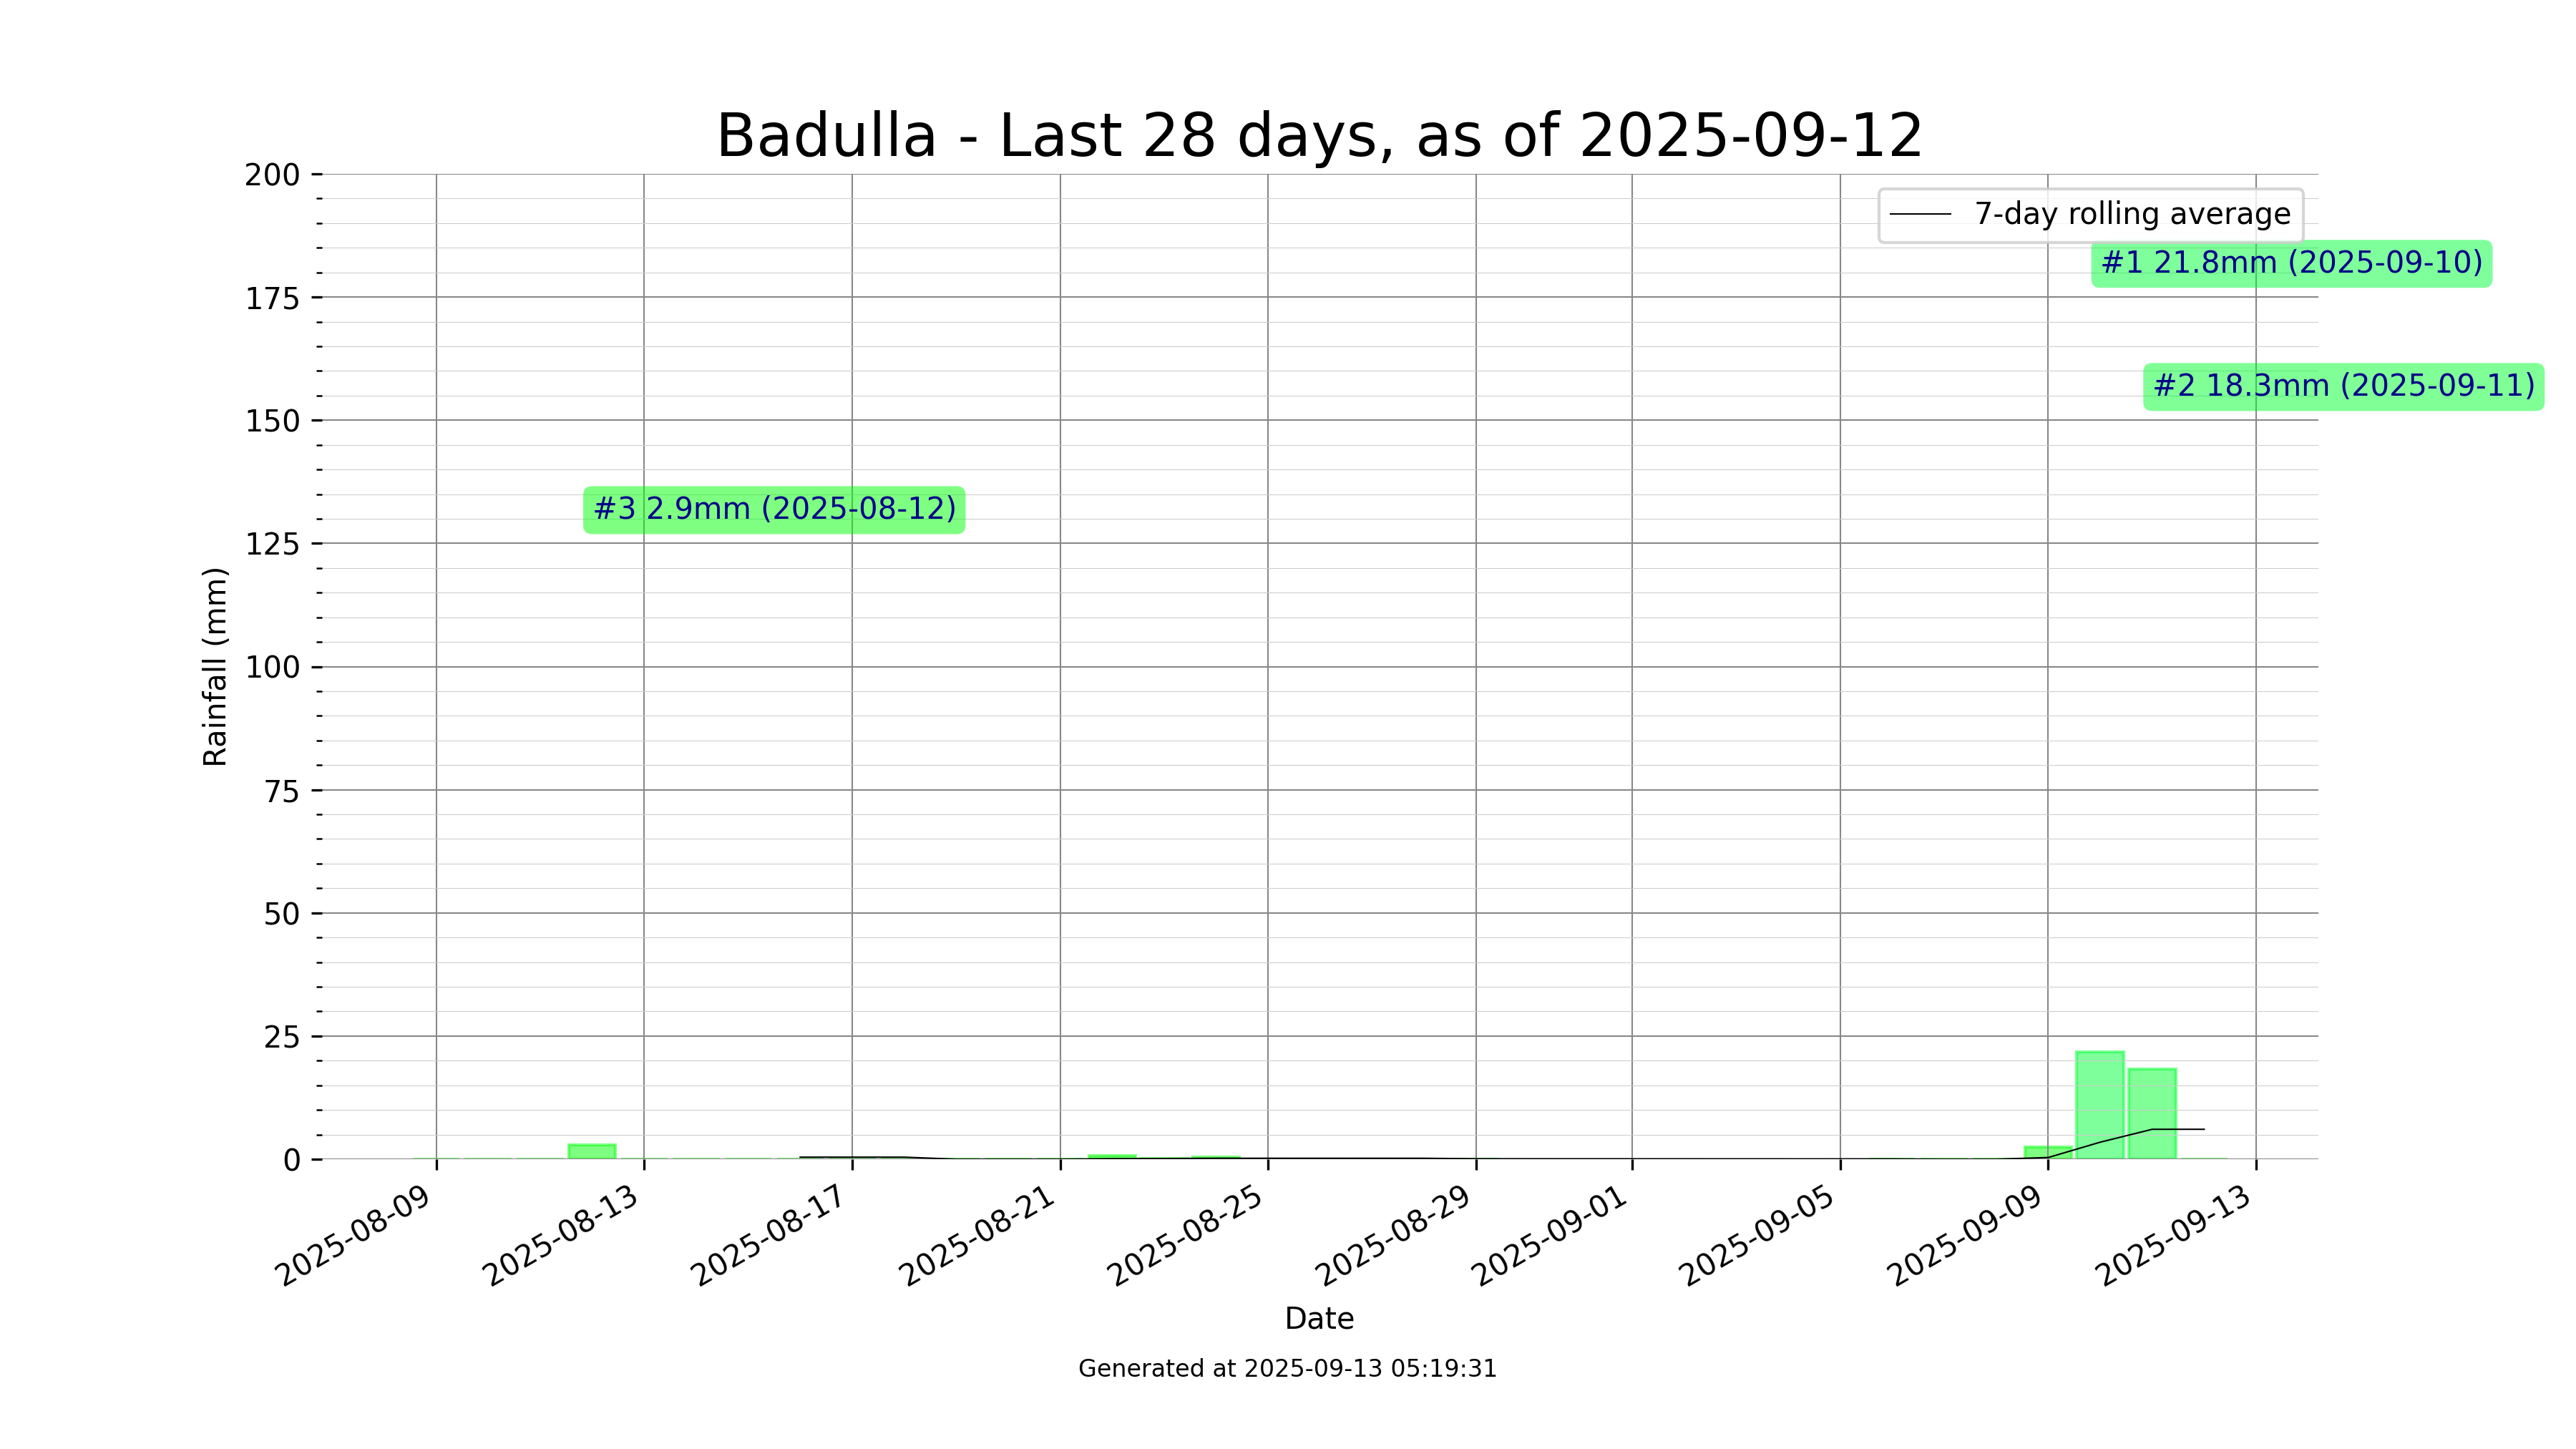 Badulla - Last 28 days, as of 2025-09-12
200
175
150
125
100
75
50
25
0
Rainfall (mm)
7-day rolling average
#1 21.8mm (2025-09-10)
#2 18.3mm (2025-09-11)
#3 2.9mm (2025-08-12)
2025-08-09
2025-08-13
2025-08-17
2025-08-21
2025-08-25
2025-08-29
2025-09-01
2025-09-05
2025-09-09
2025-09-13
Date
Generated at 2025-09-13 05:19:31